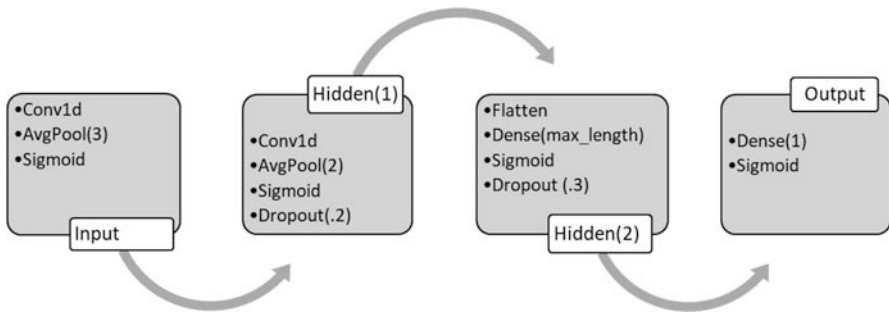 •Conv1d
•AvgPool(3)
•Sigmoid
Input
Hidden(1)
•Conv1d
•AvgPool(2)
•Sigmoid
•Dropout(.2)
•Flatten
•Dense(max_length)
•Sigmoid
•Dropout (.3)
Hidden(2)
Output
•Dense(1)
•Sigmoid